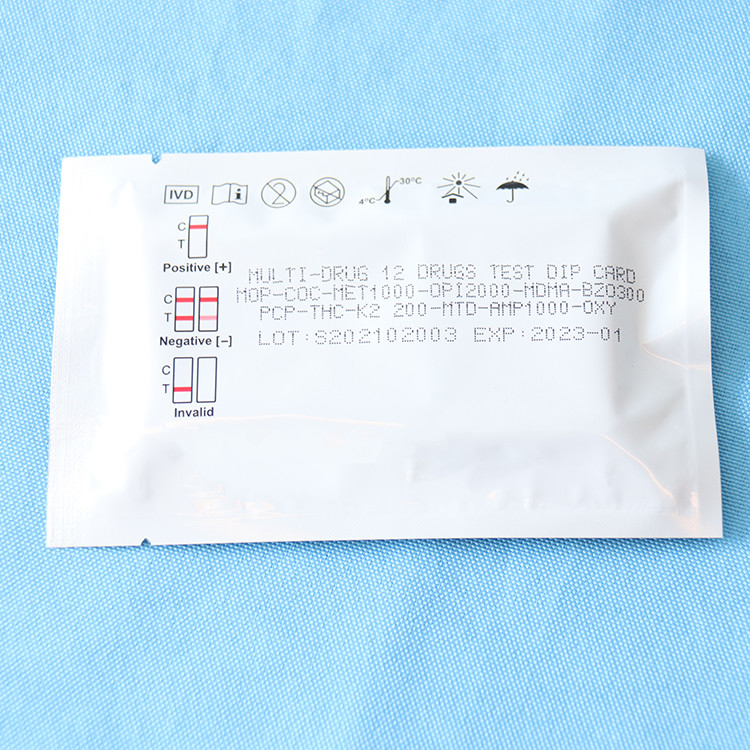 IVD
2
4°C 30°C
C
T
Positive [+]
C
T
Negative [−]
C
T
Invalid
MULTI-DRUG 12 DRUGS TEST DIP CARD
MOP-COC-MET1000-OPI2000-MDMA-BZO300
PCP-THC-K2 200-MTD-AMP1000-OXY
LOT:S202102003 EXP:2023-01